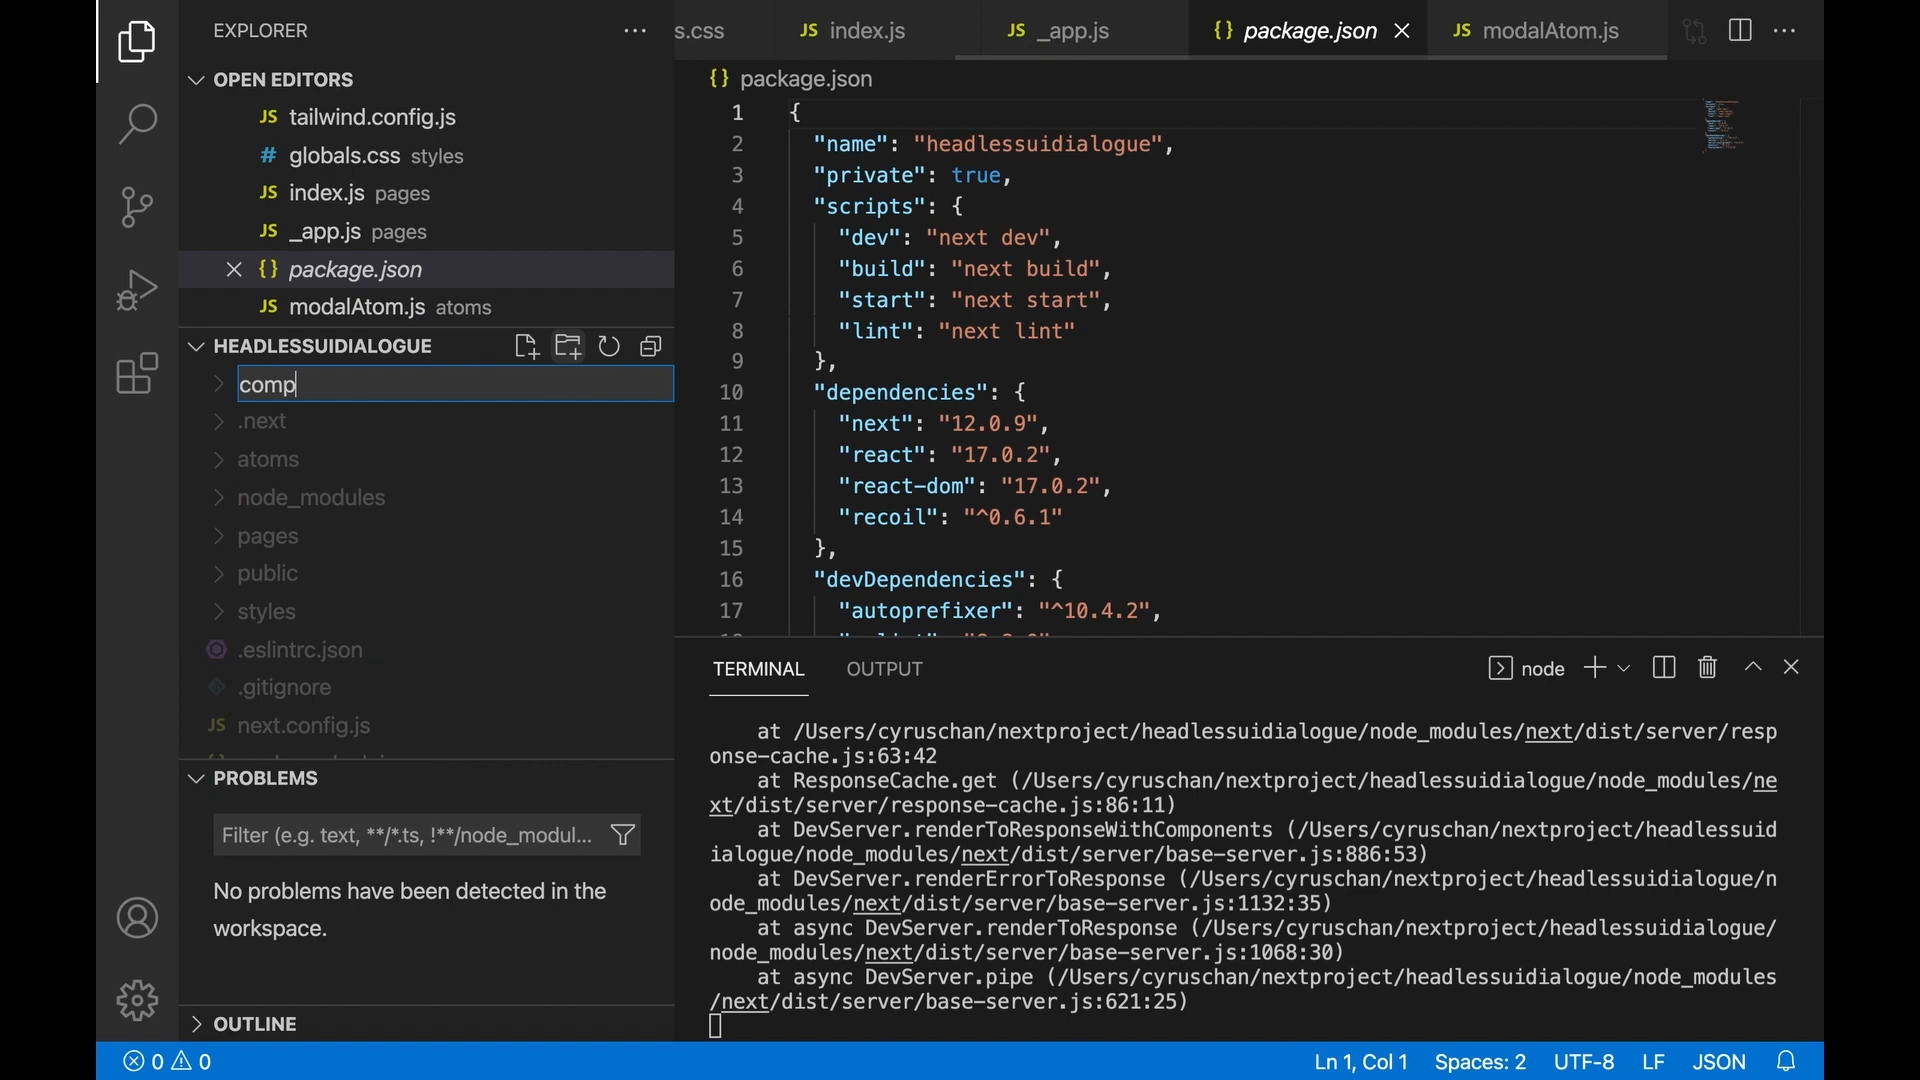 EXPLORER
OPEN EDITORS
JS tailwind.config.js
# globals.css styles
JS index.js pages
JS _app.js pages
{} package.json
JS modalAtom.js atoms
HEADLESSUIDIALOGUE
comp
.next
atoms
node_modules
pages
public
styles
.eslintrc.json
.gitignore
JS next.config.js
PROBLEMS
Filter (e.g. text, **/*.ts, !**/node_modul...
No problems have been detected in the
workspace.
OUTLINE
s.css
JS index.js
JS _app.js
{} package.json
JS modalAtom.js
{} package.json
1 {
2 "name": "headlessuidialogue",
3 "private": true,
4 "scripts": {
5 "dev": "next dev",
6 "build": "next build",
7 "start": "next start",
8 "lint": "next lint"
9 },
10 "dependencies": {
11 "next": "12.0.9",
12 "react": "17.0.2",
13 "react-dom": "17.0.2",
14 "recoil": "^0.6.1"
15 },
16 "devDependencies": {
17 "autoprefixer": "^10.4.2",
TERMINAL OUTPUT
node
at /Users/cyruschan/nextproject/headlessuidialogue/node_modules/next/dist/server/resp
onse-cache.js:63:42
at ResponseCache.get (/Users/cyruschan/nextproject/headlessuidialogue/node_modules/ne
xt/dist/server/response-cache.js:86:11)
at DevServer.renderToResponseWithComponents (/Users/cyruschan/nextproject/headlessuid
ialogue/node_modules/next/dist/server/base-server.js:886:53)
at DevServer.renderErrorToResponse (/Users/cyruschan/nextproject/headlessuidialogue/n
ode_modules/next/dist/server/base-server.js:1132:35)
at async DevServer.renderToResponse (/Users/cyruschan/nextproject/headlessuidialogue/
node_modules/next/dist/server/base-server.js:1068:30)
at async DevServer.pipe (/Users/cyruschan/nextproject/headlessuidialogue/node_modules
/next/dist/server/base-server.js:621:25)
0 0
Ln 1, Col 1 Spaces: 2 UTF-8 LF JSON